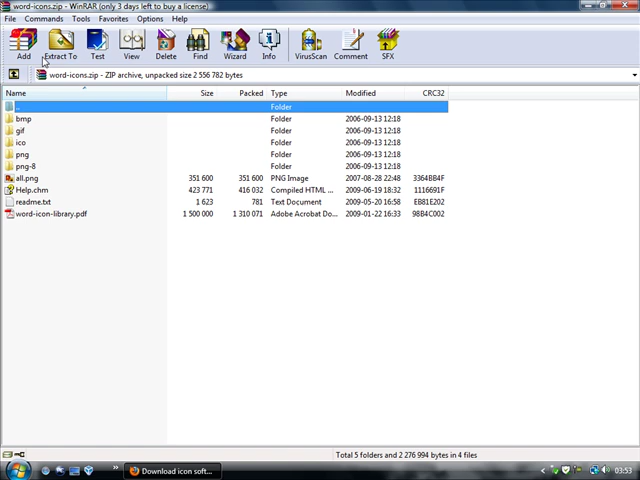 word-icons.zip - WinRAR (only 3 days left to buy a license)
File Commands Tools Favorites Options Help
Add Extract To Test View Delete Find Wizard Info VirusScan Comment SFX
word-icons.zip - ZIP archive, unpacked size 2 556 782 bytes
Name Size Packed Type Modified CRC32
.. Folder
bmp Folder 2006-09-13 12:18
gif Folder 2006-09-13 12:18
ico Folder 2006-09-13 12:18
png Folder 2006-09-13 12:18
png-8 Folder 2006-09-13 12:18
all.png 351 600 351 600 PNG Image 2007-08-28 22:48 3364BB4F
Help.chm 423 771 416 032 Compiled HTML ... 2009-06-19 18:32 1116691F
readme.txt 1 623 781 Text Document 2009-05-20 16:58 EB81E202
word-icon-library.pdf 1 500 000 1 310 071 Adobe Acrobat Do... 2009-01-22 16:33 98B4C002
Total 5 folders and 2 276 994 bytes in 4 files
Download icon soft...
03:53